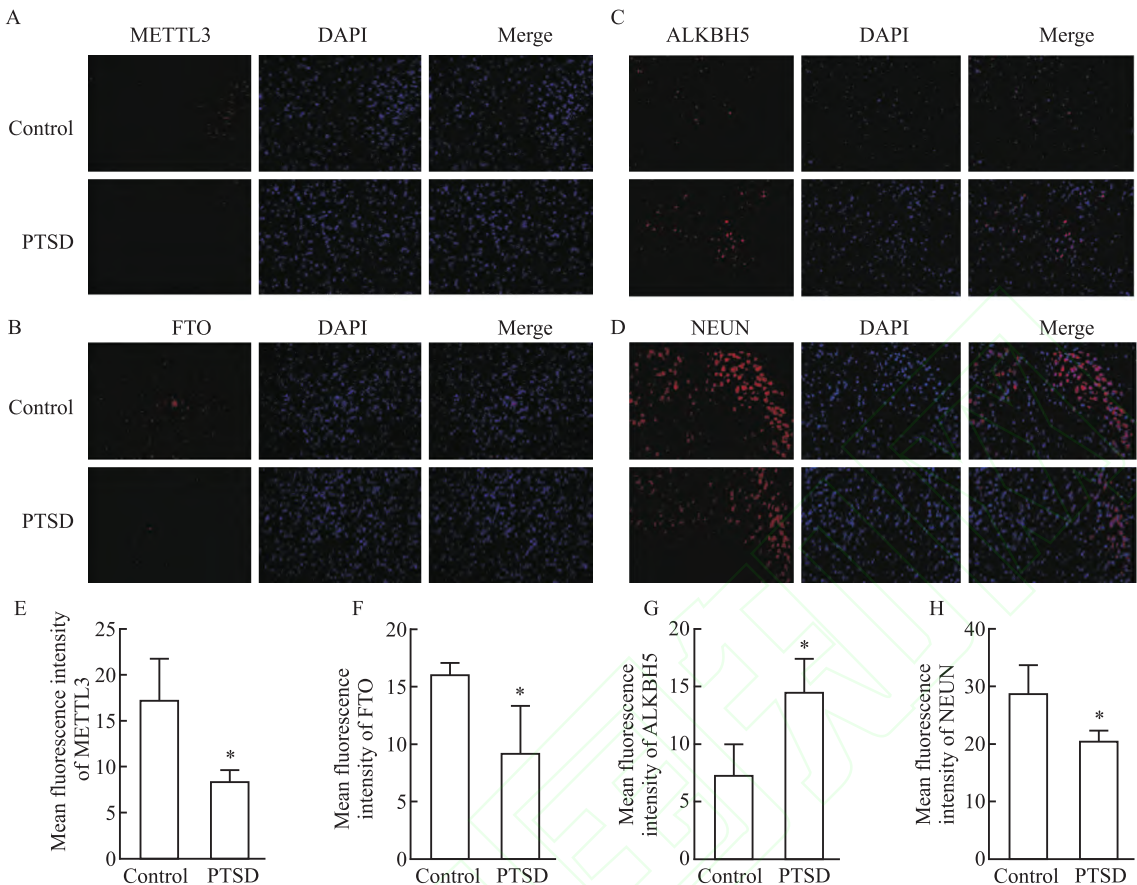 A
METTL3 DAPI Merge
Control
PTSD
C
ALKBH5 DAPI Merge
B
FTO DAPI Merge
Control
PTSD
D
NEUN DAPI Merge
E
Mean fluorescence intensity
of METTL3
25
20
15
10
5
0
*
Control PTSD
F
Mean fluorescence
intensity of FTO
20
15
10
5
0
*
Control PTSD
G
Mean fluorescence
intensity of ALKBH5
20
15
10
5
0
*
Control PTSD
H
Mean fluorescence
intensity of NEUN
40
30
20
10
0
*
Control PTSD